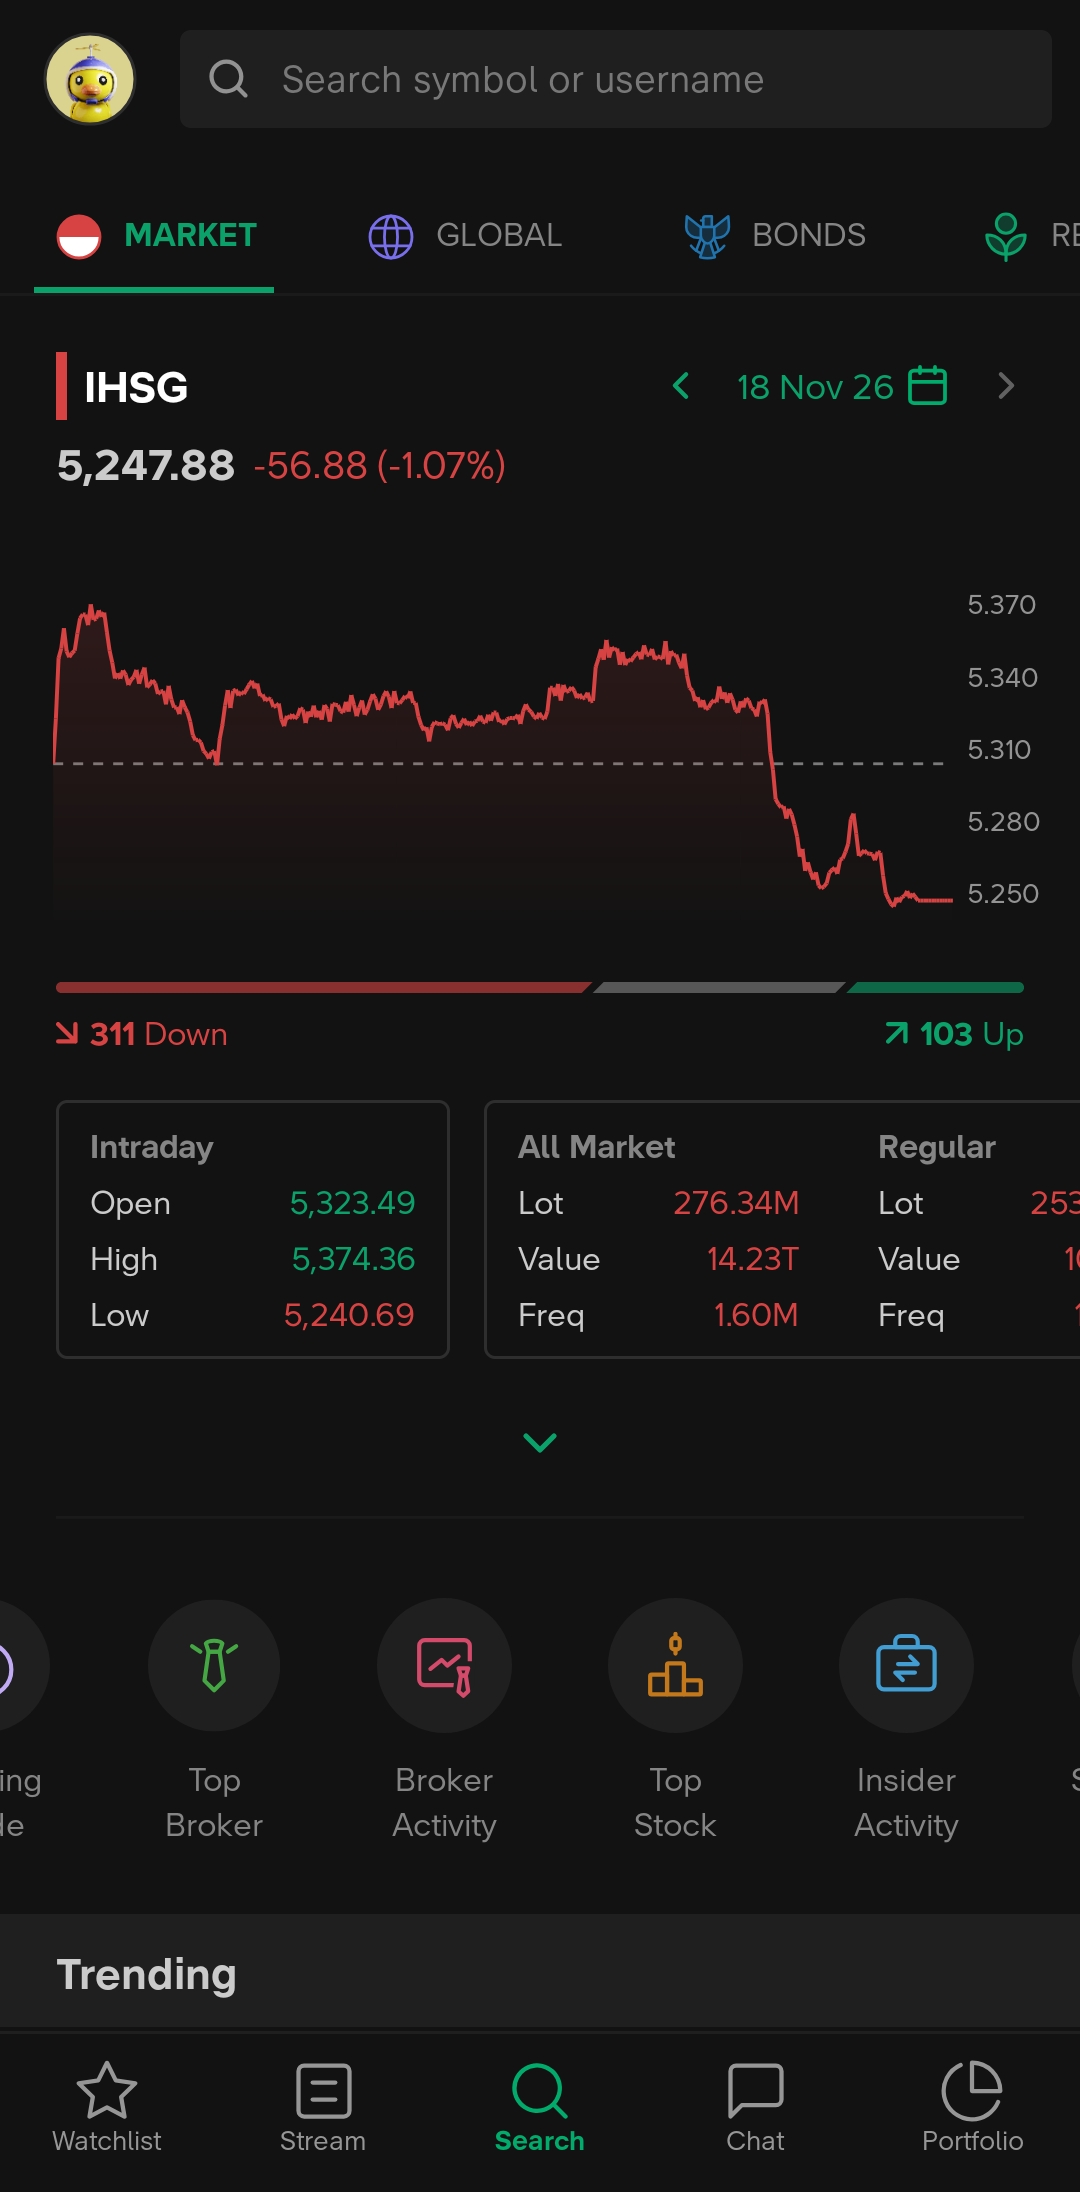 Search symbol or username
MARKET GLOBAL BONDS
IHSG 18 Nov 26
5,247.88 -56.88 (-1.07%)
5.370
5.340
5.310
5.280
5.250
311 Down 103 Up
Intraday
Open 5,323.49
High 5,374.36
Low 5,240.69
All Market Regular
Lot 276.34M Lot
Value 14.23T Value
Freq 1.60M Freq
Top
Broker
Broker
Activity
Top
Stock
Insider
Activity
Trending
Watchlist Stream Search Chat Portfolio